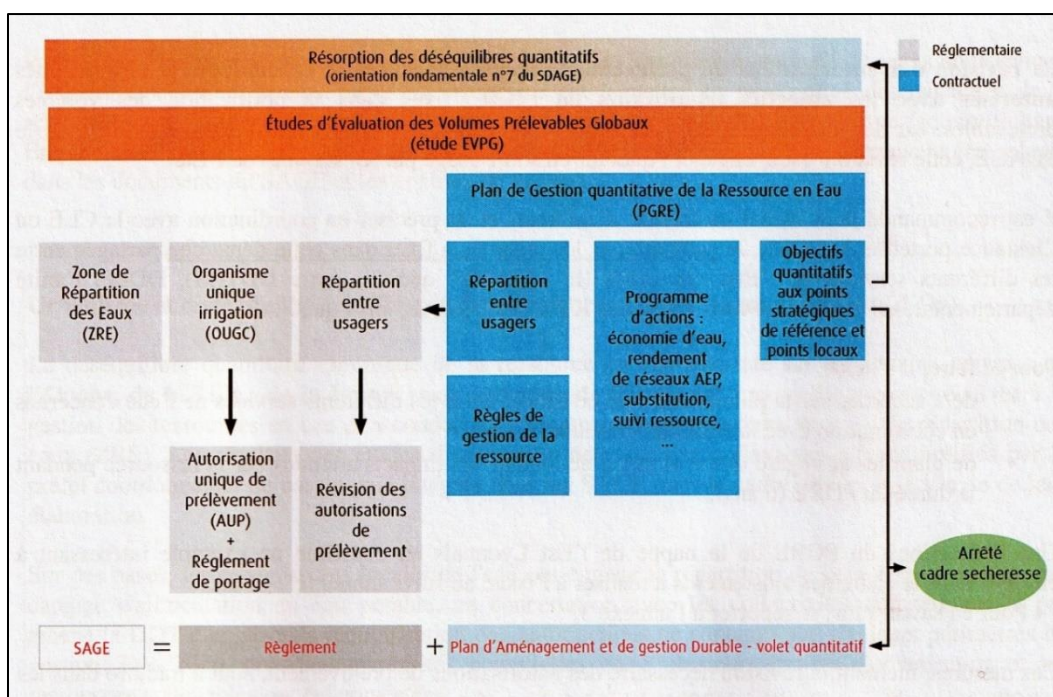 Résorption des déséquilibres quantitatifs
(orientation fondamentale n°7 du SDAGE)
Réglementaire
Contractuel
Études d'Évaluation des Volumes Prélevables Globaux
(étude EVPG)
Plan de Gestion quantitative de la Ressource en Eau
(PGRE)
Zone de
Répartition
des Eaux
(ZRE)
Organisme
unique
irrigation
(OUGC)
Répartition
entre
usagers
Répartition
entre
usagers
Programme
d'actions :
économie d'eau,
rendement
de réseaux AEP,
substitution,
suivi ressource,
...
Objectifs
quantitatifs
aux points
stratégiques
de référence et
points locaux
Règles de
gestion de la
ressource
Autorisation
unique de
prélèvement
(AUP)
+
Réglement
de portage
Révision des
autorisations
de
prélèvement
Arrêté
cadre secheresse
SAGE = Règlement + Plan d'Aménagement et de gestion Durable - volet quantitatif